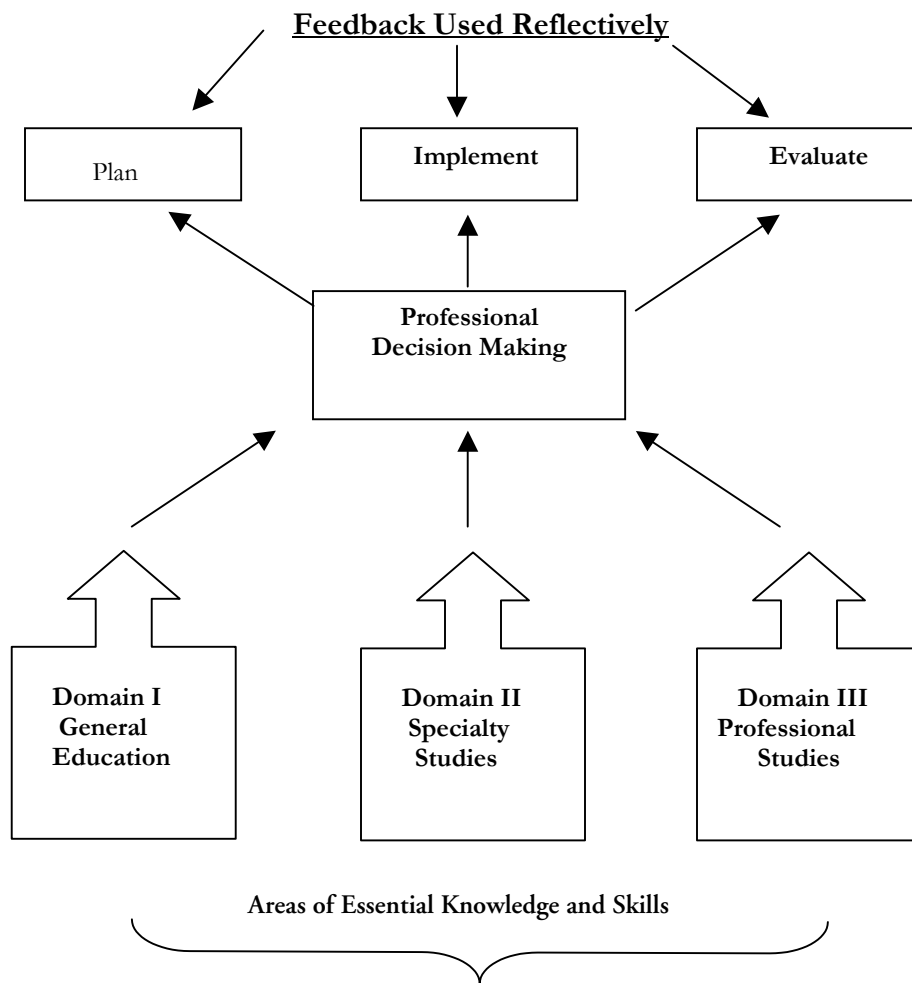 Feedback Used Reflectively
Plan
Implement
Evaluate
Professional
Decision Making
Domain I
General
Education
Domain II
Specialty
Studies
Domain III
Professional
Studies
Areas of Essential Knowledge and Skills